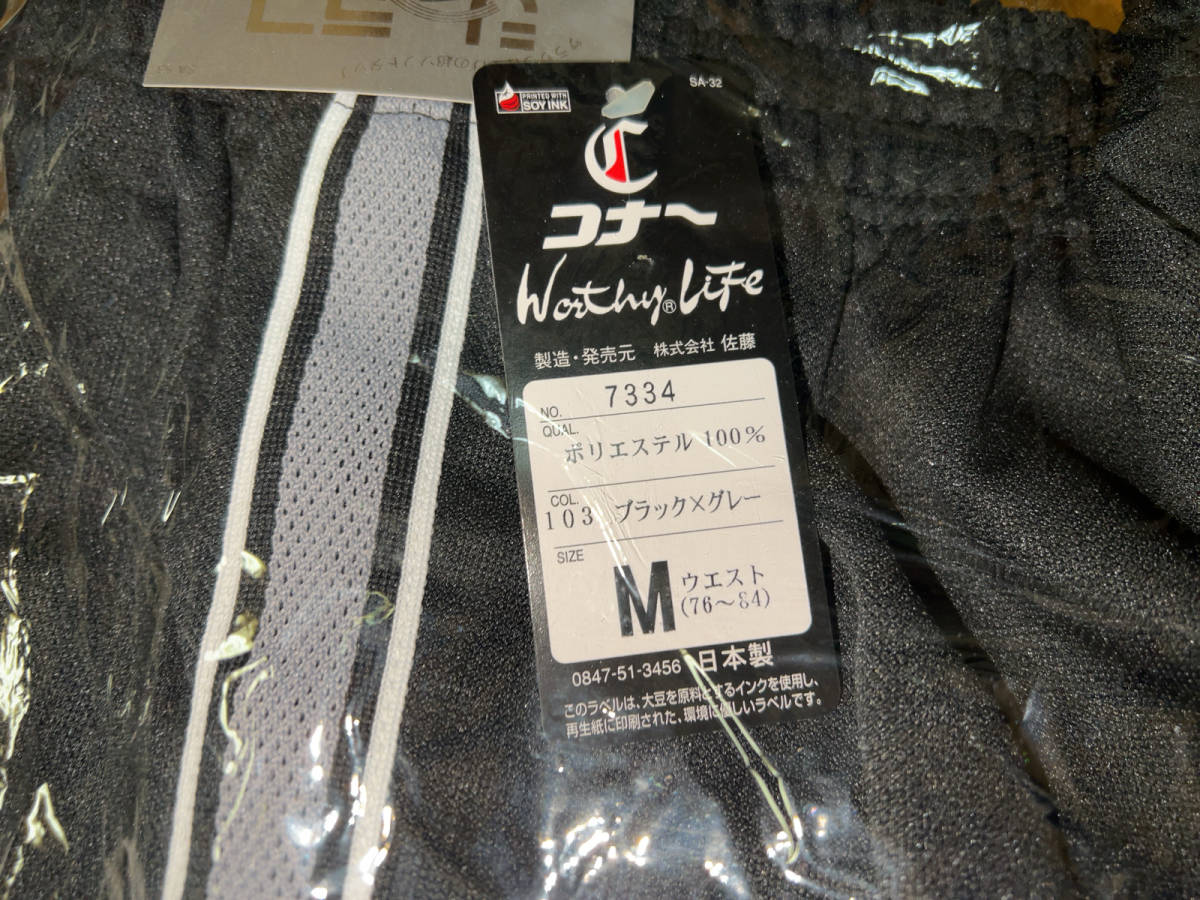 PRINTED WITH
SOY INK
SA-32
コナー
Worthy® Life
製造・発売元 株式会社 佐藤
NO. 7334
QUAL.
ポリエステル 100%
COL.
103 ブラック×グレー
SIZE
M ウエスト
(76〜84)
0847-51-3456 日本製
このラベルは、大豆を原料とするインクを使用し、
再生紙に印刷された、環境に優しいラベルです。